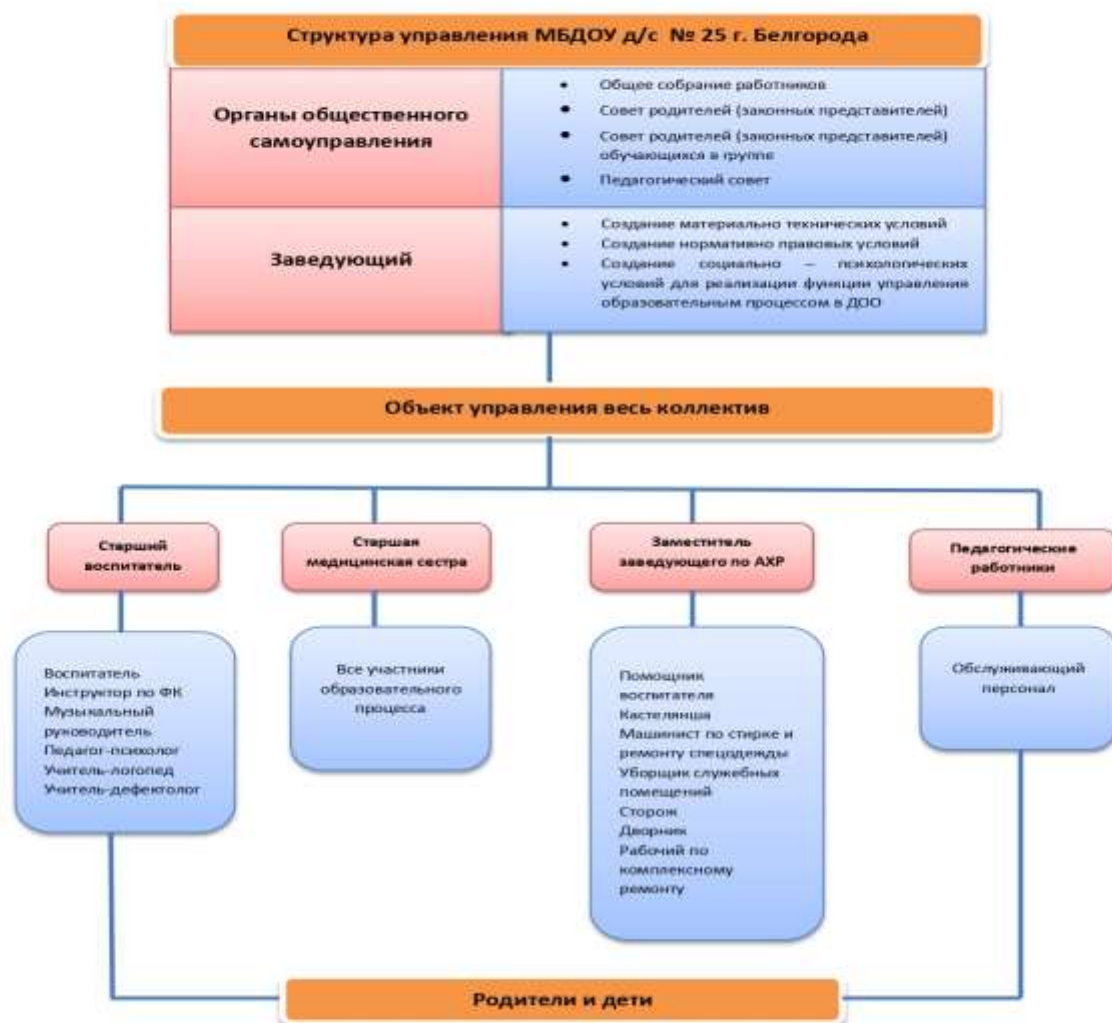 Структура управления МБДОУ д/с № 25 г. Белгорода
Органы общественного
самоуправления
• Общее собрание работников
• Совет родителей (законных представителей)
• Совет родителей (законных представителей)
обучающихся в группе
• Педагогический совет
Заведующий
• Создание материально технических условий
• Создание нормативно правовых условий
• Создание социально – психологических
условий для реализации функции управления
образовательным процессом в ДОО
Объект управления весь коллектив
Старший
воспитатель
Старшая
медицинская сестра
Заместитель
заведующего по АХР
Педагогические
работники
Воспитатель
Инструктор по ФК
Музыкальный
руководитель
Педагог-психолог
Учитель-логопед
Учитель-дефектолог
Все участники
образовательного
процесса
Помощник
воспитателя
Кастелянша
Машинист по стирке и
ремонту спецодежды
Уборщик служебных
помещений
Сторож
Дворник
Рабочий по
комплексному
ремонту
Обслуживающий
персонал
Родители и дети